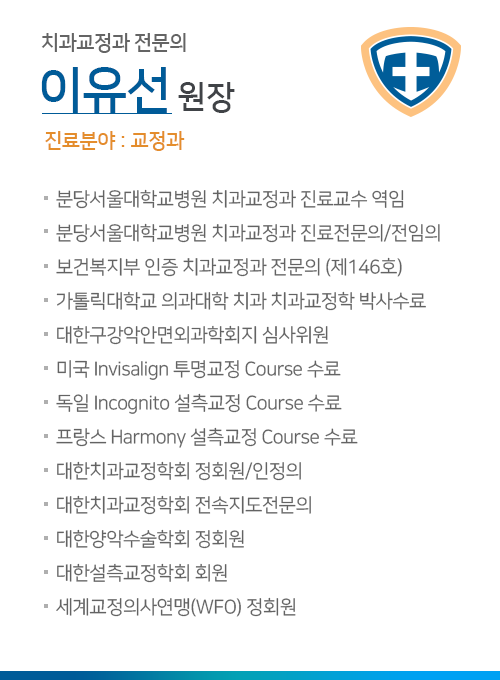 치과교정과 전문의
이유선 원장
진료분야 : 교정과
분당서울대학교병원 치과교정과 진료교수 역임
분당서울대학교병원 치과교정과 진료전문의/전임의
보건복지부 인증 치과교정과 전문의 (제146호)
가톨릭대학교 의과대학 치과 치과교정학 박사수료
대한구강악안면외과학회지 심사위원
미국 Invisalign 투명교정 Course 수료
독일 Incognito 설측교정 Course 수료
프랑스 Harmony 설측교정 Course 수료
대한치과교정학회 정회원/인정의
대한치과교정학회 전속지도전문의
대한양악수술학회 정회원
대한설측교정학회 회원
세계교정의사연맹(WFO) 정회원